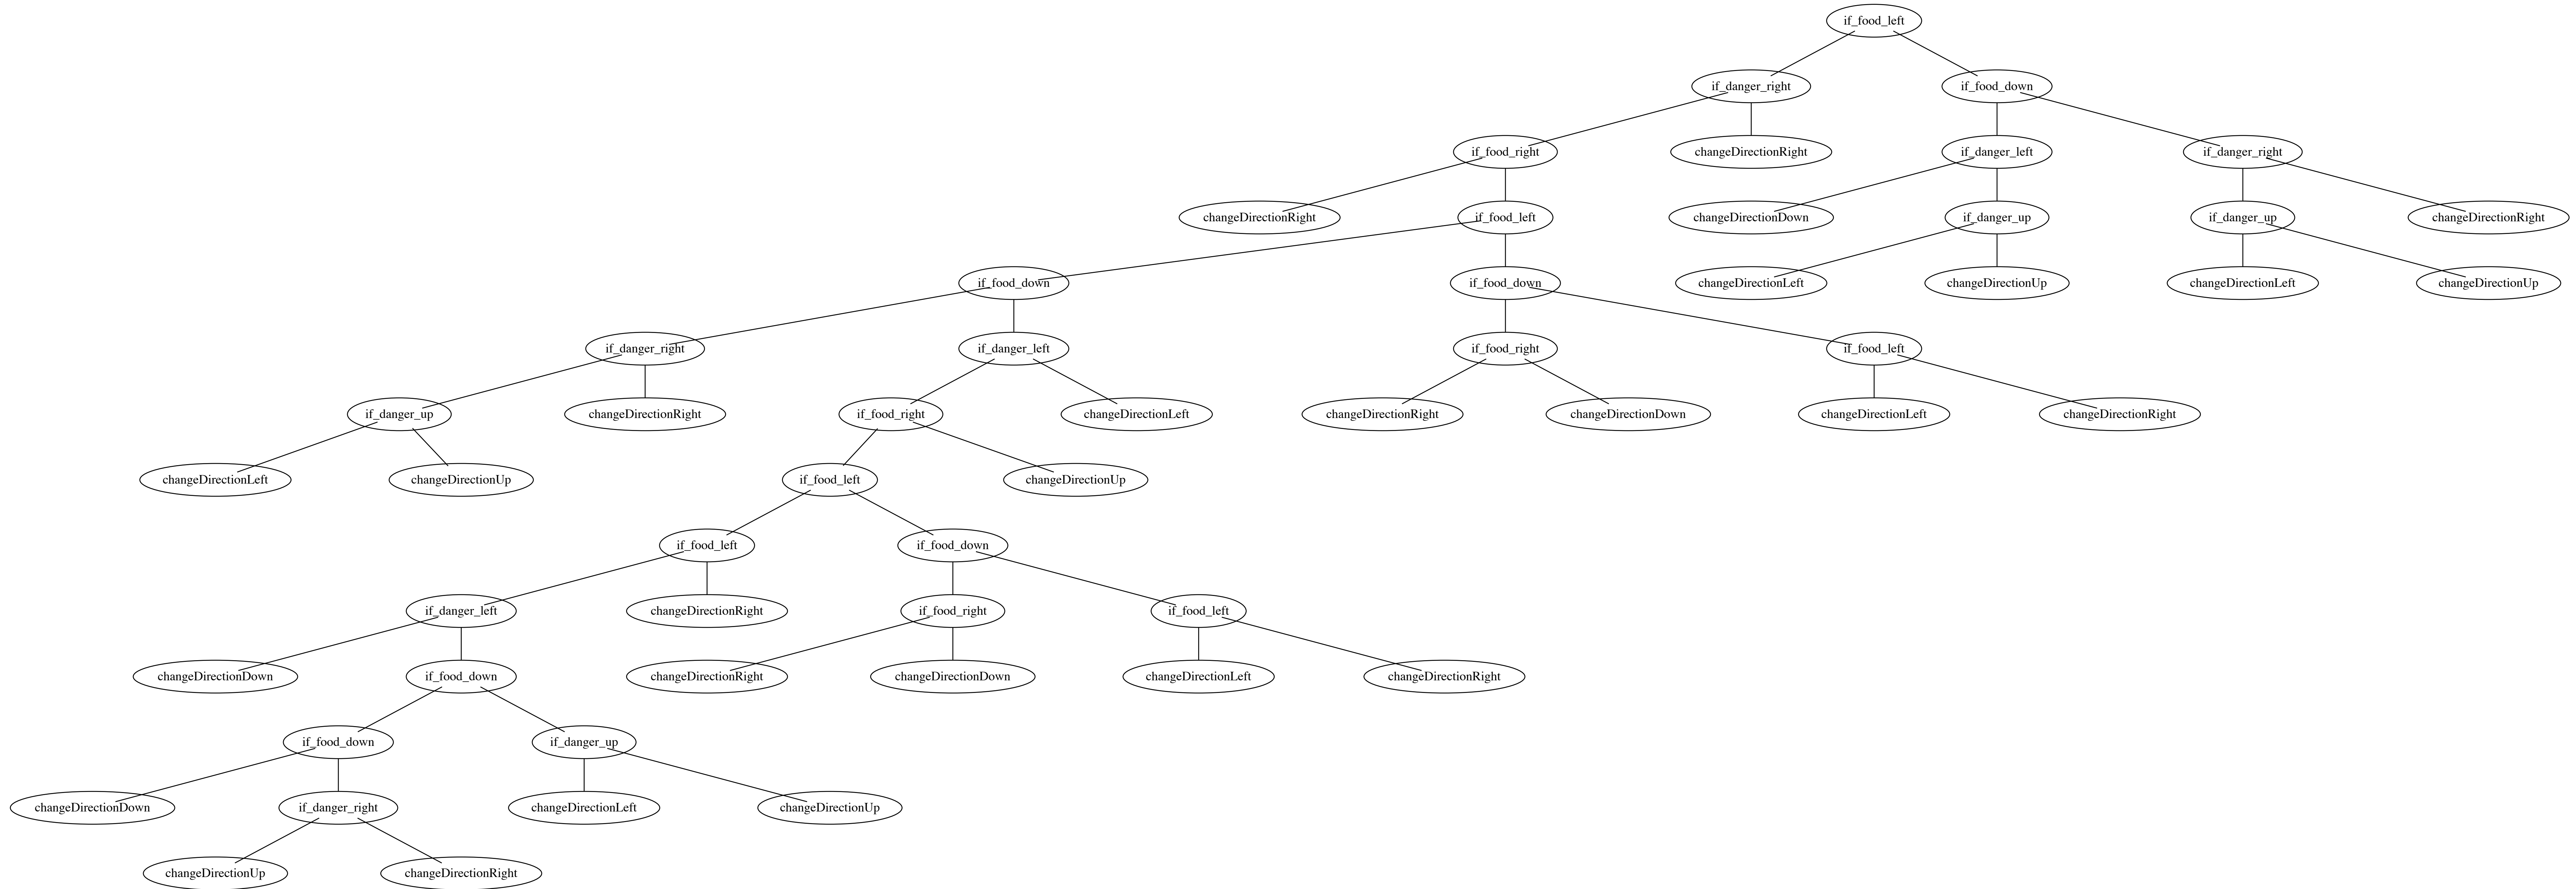 if_food_left
if_danger_right
if_food_down
if_food_right
changeDirectionRight
if_danger_left
if_danger_right
changeDirectionRight
if_food_left
changeDirectionDown
if_danger_up
if_danger_up
changeDirectionRight
if_food_down
if_food_down
changeDirectionLeft
changeDirectionUp
changeDirectionLeft
changeDirectionUp
if_danger_right
if_danger_left
if_food_right
if_food_left
if_danger_up
changeDirectionRight
if_food_right
changeDirectionLeft
changeDirectionRight
changeDirectionDown
changeDirectionLeft
changeDirectionRight
changeDirectionLeft
changeDirectionUp
if_food_left
changeDirectionUp
if_food_left
if_food_down
if_danger_left
changeDirectionRight
if_food_right
if_food_left
changeDirectionDown
if_food_down
changeDirectionRight
changeDirectionDown
changeDirectionLeft
changeDirectionRight
if_food_down
if_danger_up
changeDirectionDown
if_danger_right
changeDirectionLeft
changeDirectionUp
changeDirectionUp
changeDirectionRight